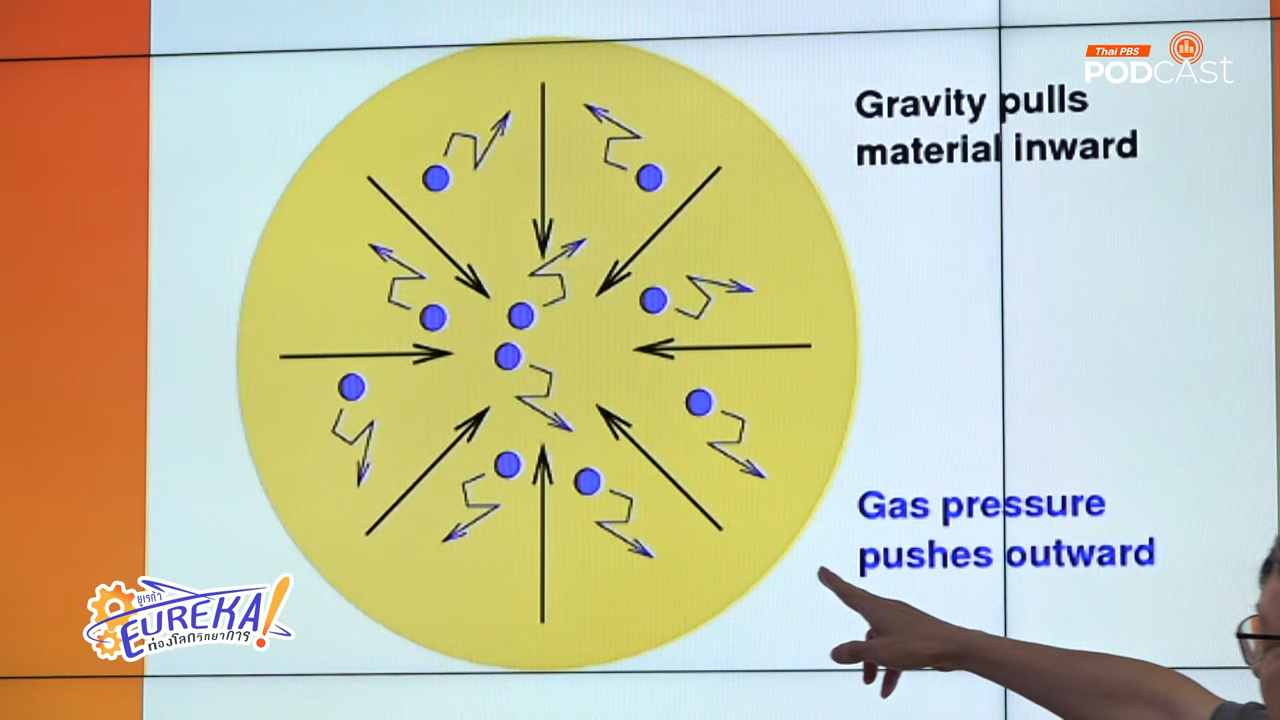 Thai PBS
PODCAST
Gravity pulls
material inward
Gas pressure
pushes outward
ยูเรก้า
EUREKA!
ท่องโลกวิทยาการ